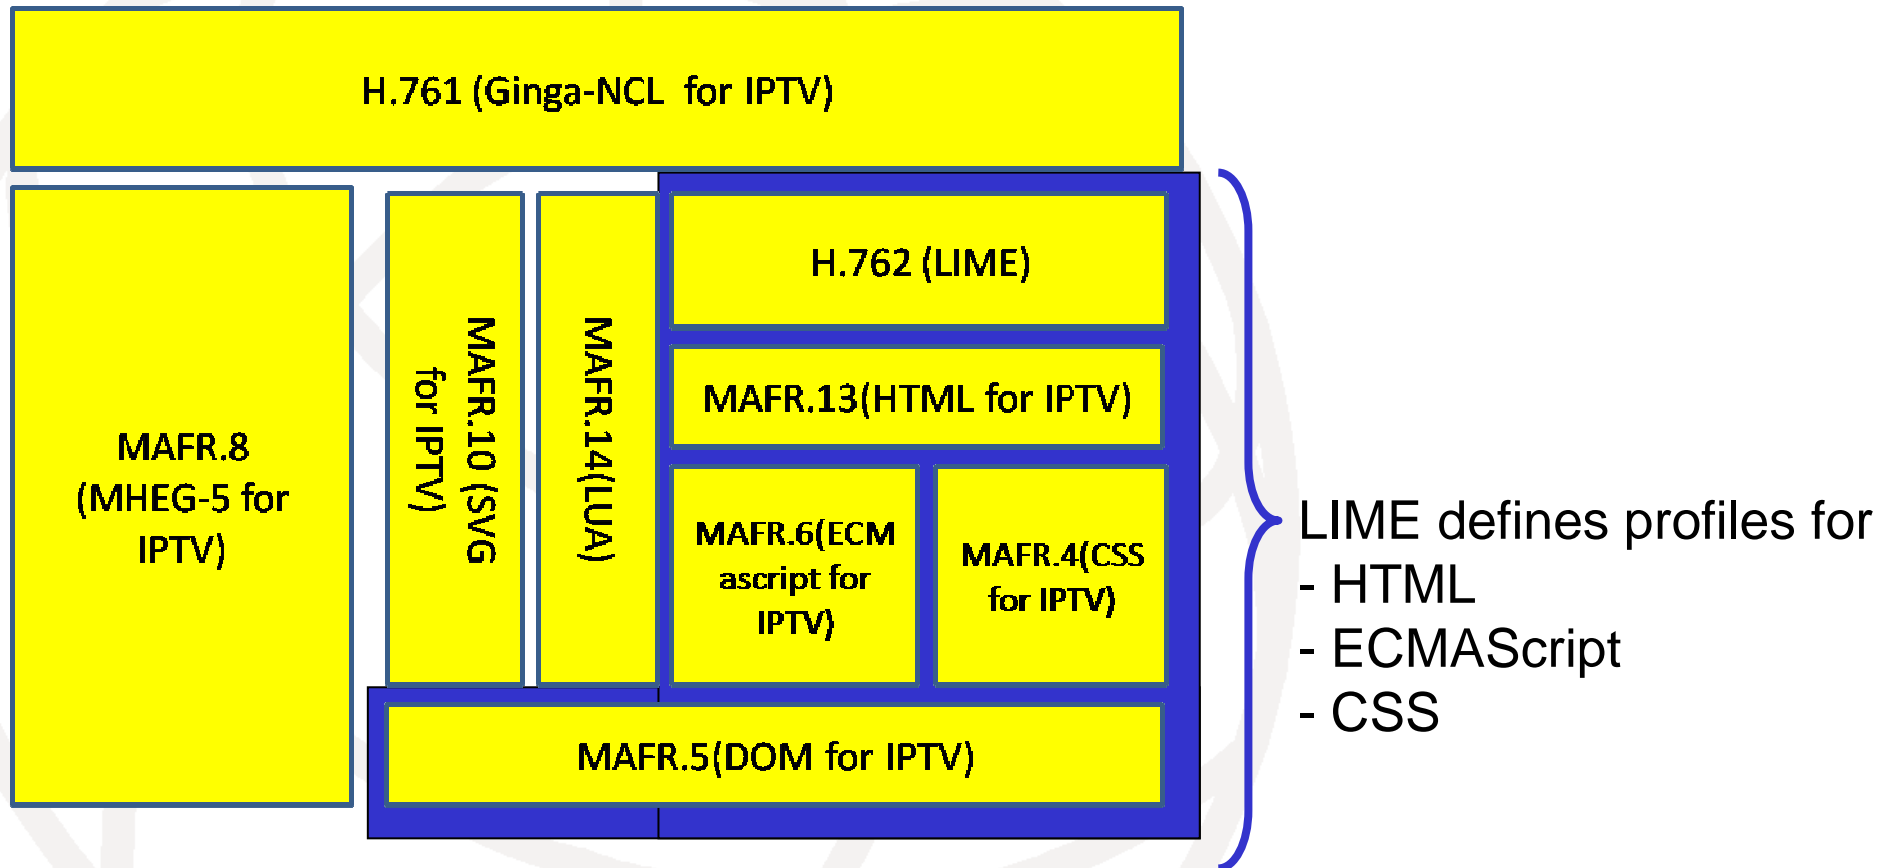 H.761 (Ginga-NCL for IPTV)
MAFR.8
(MHEG-5 for
IPTV)
MAFR.10 (SVG
for IPTV)
MAFR.14(LUA)
H.762 (LIME)
MAFR.13(HTML for IPTV)
MAFR.6(ECM
ascript for
IPTV)
MAFR.4(CSS
for IPTV)
MAFR.5(DOM for IPTV)
LIME defines profiles for
- HTML
- ECMAScript
- CSS